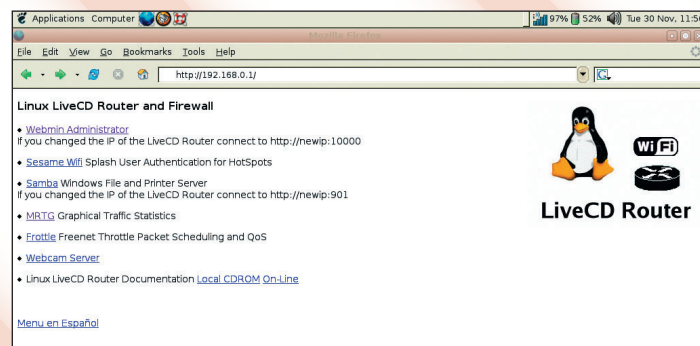 Applications Computer 97% 52% Tue 30 Nov, 11:5
Mozilla Firefox
File Edit View Go Bookmarks Tools Help
http://192.168.0.1/ G
Linux LiveCD Router and Firewall
• Webmin Administrator
If you changed the IP of the LiveCD Router connect to http://newip:10000
• Sesame Wifi Splash User Authentication for HotSpots
• Samba Windows File and Printer Server
If you changed the IP of the LiveCD Router connect to http://newip:901
• MRTG Graphical Traffic Statistics
• Frottle Freenet Throttle Packet Scheduling and QoS
• Webcam Server
• Linux LiveCD Router Documentation Local CDROM On-Line
Menu en Español
Wi Fi
LiveCD Router